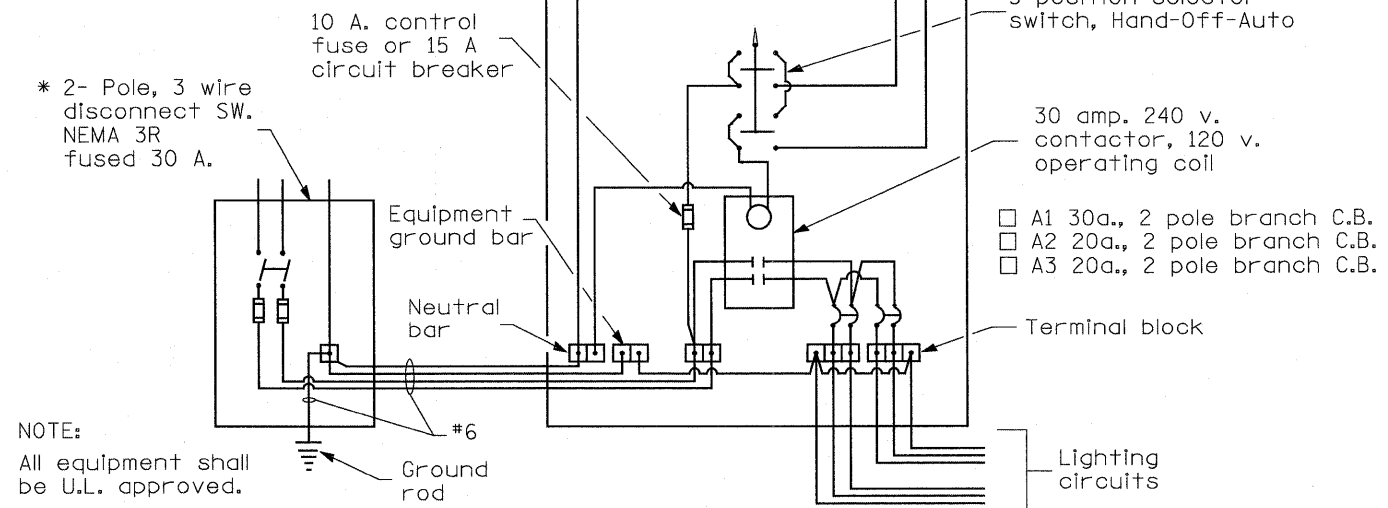 10 A. control
fuse or 15 A
circuit breaker
switch, Hand-Off-Auto
* 2- Pole, 3 wire
disconnect SW.
NEMA 3R
fused 30 A.
30 amp. 240 v.
contactor, 120 v.
operating coil
Equipment
ground bar
□ A1 30a., 2 pole branch C.B.
□ A2 20a., 2 pole branch C.B.
□ A3 20a., 2 pole branch C.B.
Neutral
bar
Terminal block
#6
NOTE:
All equipment shall
be U.L. approved.
Ground
rod
Lighting
circuits